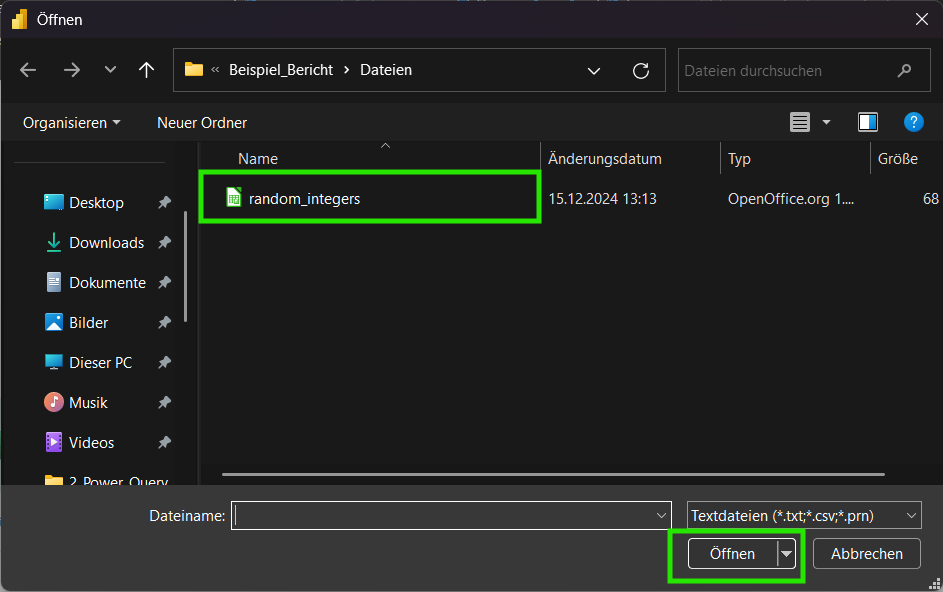 Öffnen
« Beispiel_Bericht > Dateien
Dateien durchsuchen
Organisieren
Neuer Ordner
?
Name
Änderungsdatum
Typ
Größe
random_integers
15.12.2024 13:13
OpenOffice.org 1....
68
Desktop
Downloads
Dokumente
Bilder
Dieser PC
Musik
Videos
2_Power_Query
Dateiname:
Textdateien (*.txt;*.csv;*.prn)
Öffnen
Abbrechen